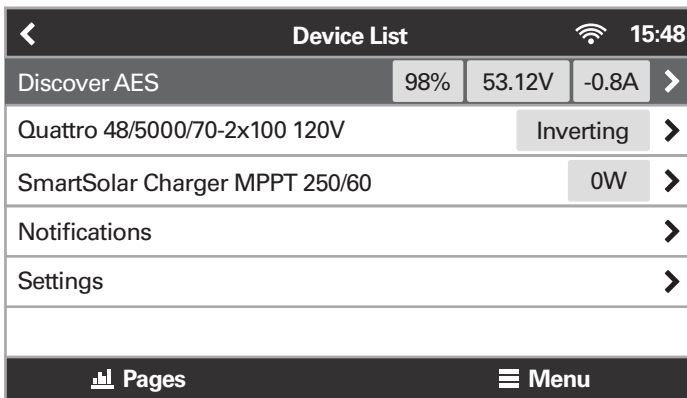 Device List 15:48
Discover AES 98% 53.12V -0.8A
Quattro 48/5000/70-2x100 120V Inverting
SmartSolar Charger MPPT 250/60 0W
Notifications
Settings
Pages Menu